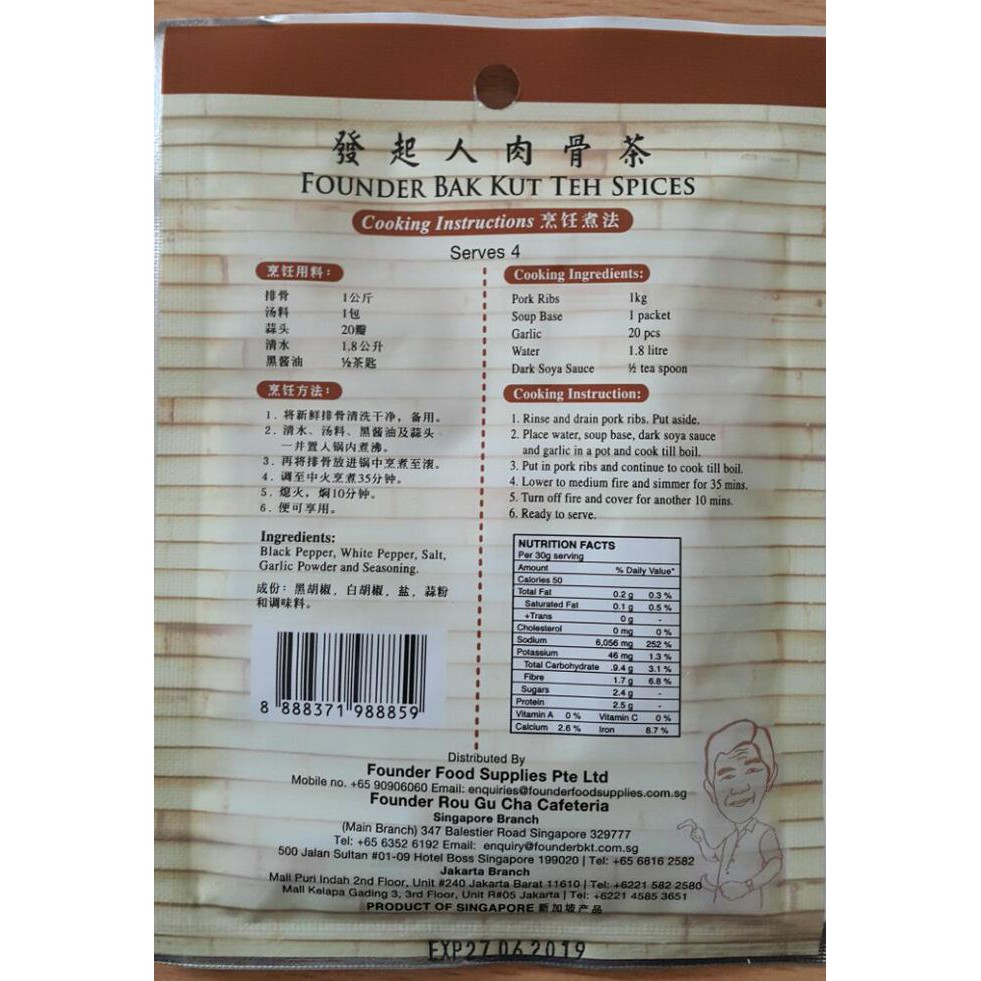 發起人肉骨茶
FOUNDER BAK KUT TEH SPICES
Cooking Instructions 烹饪煮法
Serves 4
烹饪用料：
排骨 1公斤
汤料 1包
蒜头 20瓣
清水 1.8公升
黑酱油 ½茶匙
烹饪方法：
1. 将新鲜排骨清洗干净，备用。
2. 清水、汤料、黑酱油及蒜头
一并置入锅内煮沸。
3. 再将排骨放进锅中烹煮至滚。
4. 调至中火烹煮35分钟。
5. 熄火，焖10分钟。
6. 便可享用。
Ingredients:
Black Pepper, White Pepper, Salt,
Garlic Powder and Seasoning.
成份：黑胡椒，白胡椒，盐，蒜粉
和调味料。
8 888371 988859
Cooking Ingredients:
Pork Ribs 1kg
Soup Base 1 packet
Garlic 20 pcs
Water 1.8 litre
Dark Soya Sauce ½ tea spoon
Cooking Instruction:
1. Rinse and drain pork ribs. Put aside.
2. Place water, soup base, dark soya sauce
and garlic in a pot and cook till boil.
3. Put in pork ribs and continue to cook till boil.
4. Lower to medium fire and simmer for 35 mins.
5. Turn off fire and cover for another 10 mins.
6. Ready to serve.
NUTRITION FACTS
Per 30g serving
Amount % Daily Value*
Calories 50
Total Fat 0.2 g 0.3 %
Saturated Fat 0.1 g 0.5 %
+Trans 0 g -
Cholesterol 0 mg 0 %
Sodium 6,056 mg 252 %
Potassium 46 mg 1.3 %
Total Carbohydrate .9.4 g 3.1 %
Fibre 1.7 g 6.8 %
Sugars 2.4 g -
Protein 2.5 g -
Vitamin A 0 % Vitamin C 0 %
Calcium 2.6 % Iron 8.7 %
Distributed By
Founder Food Supplies Pte Ltd
Mobile no. +65 90906060 Email: enquiries@founderfoodsupplies.com.sg
Founder Rou Gu Cha Cafeteria
Singapore Branch
(Main Branch) 347 Balestier Road Singapore 329777
Tel: +65 6352 6192 Email: enquiry@founderbkt.com.sg
500 Jalan Sultan #01-09 Hotel Boss Singapore 199020 | Tel: +65 6816 2582
Jakarta Branch
Mall Puri Indah 2nd Floor, Unit #240 Jakarta Barat 11610 | Tel: +6221 582 2580
Mall Kelapa Gading 3, 3rd Floor, Unit R#05 Jakarta | Tel: +6221 4585 3651
PRODUCT OF SINGAPORE 新加坡产品
EXP27 06 2019